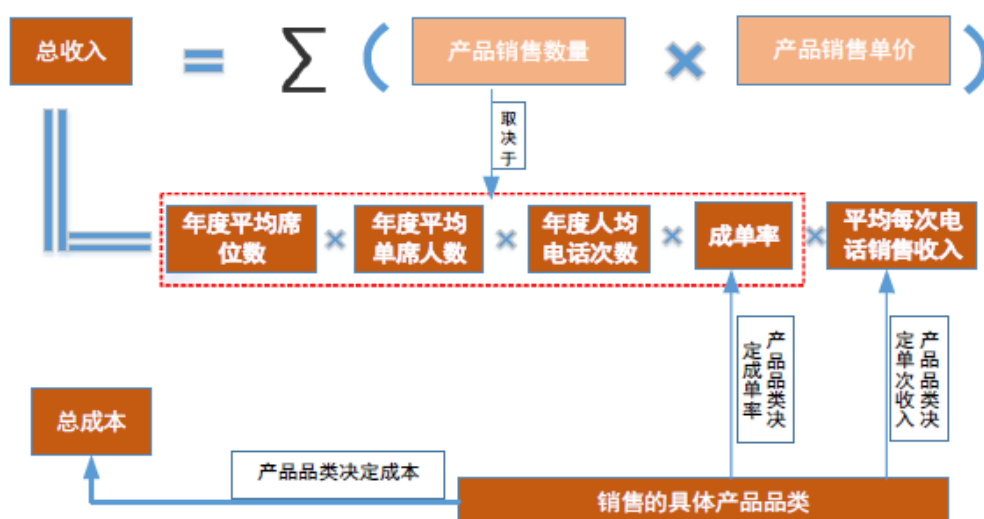 总收入
=
∑
(
产品销售数量
×
产品销售单价
)
取决于
年度平均席
位数
×
年度平均
单席人数
×
年度人均
电话次数
×
成单率
×
平均每次电
话销售收入
产品品类决
定成单率
产品品类决
定单次收入
总成本
产品品类决定成本
销售的具体产品品类